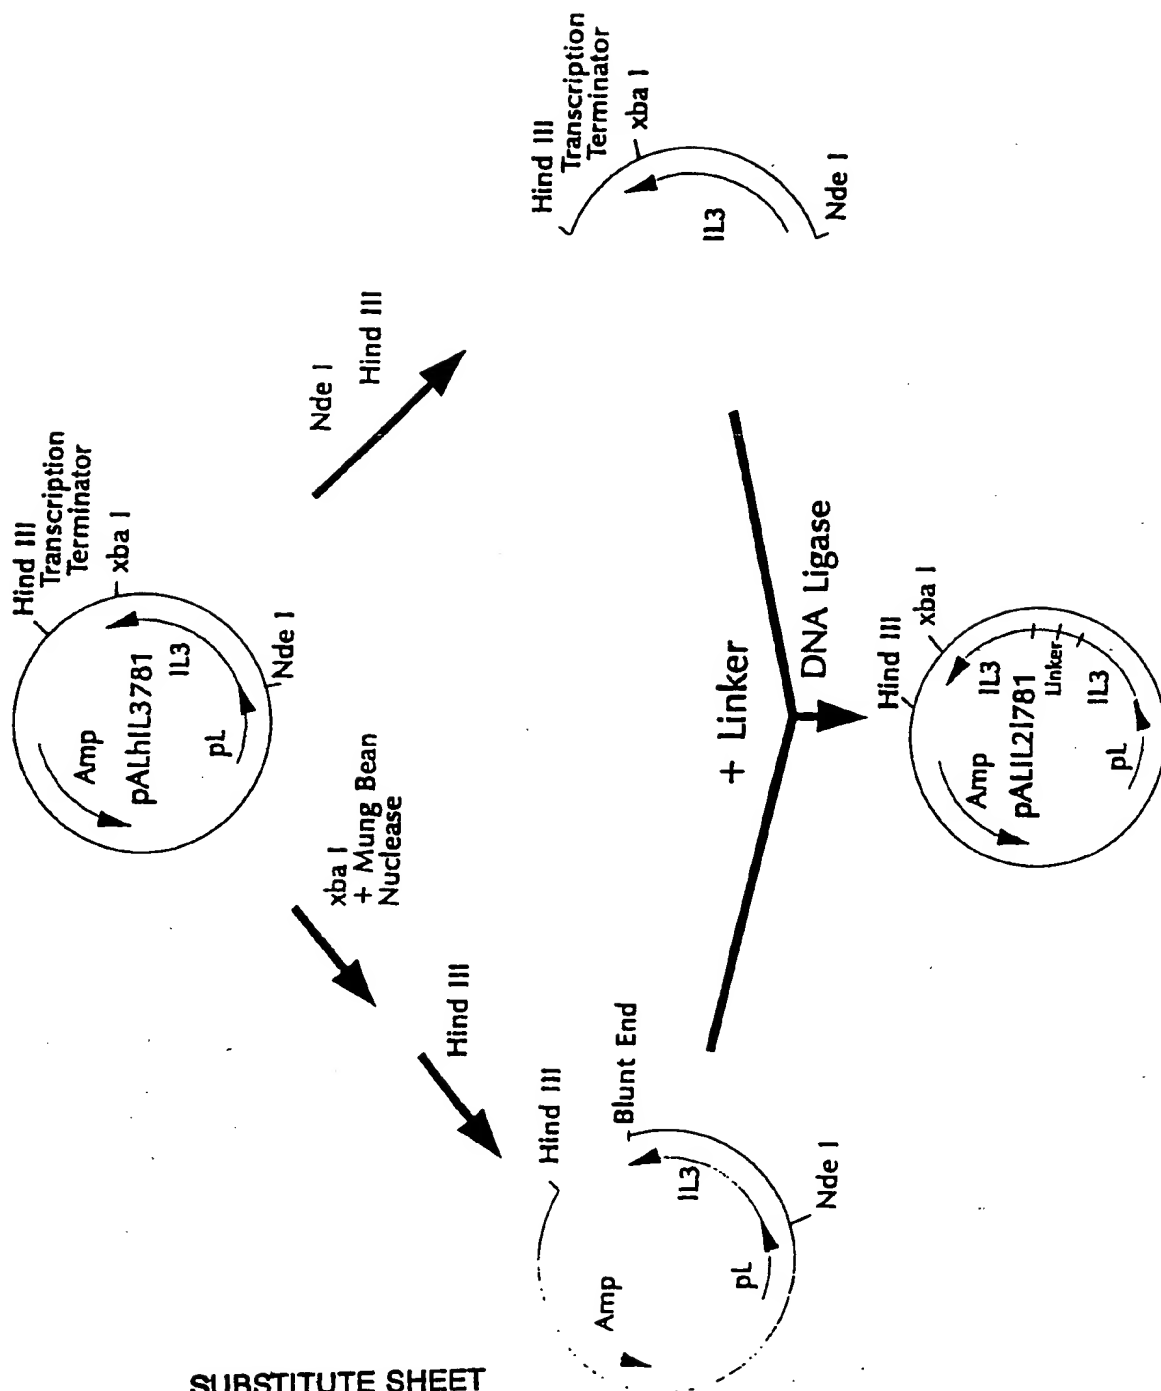 Hind III
Transcription
Terminator
xba I
Amp
pALhIL3781
IL3
pL
Nde I
xba I
+ Mung Bean
Nuclease
Hind III
Nde I
Hind III
Hind III
Blunt End
Amp
IL3
pL
Nde I
Hind III
Transcription
Terminator
xba I
IL3
Nde I
+ Linker
DNA Ligase
Hind III
xba I
Amp
IL3
pALIL2I781
Linker
IL3
pL
SUBSTITUTE SHEET